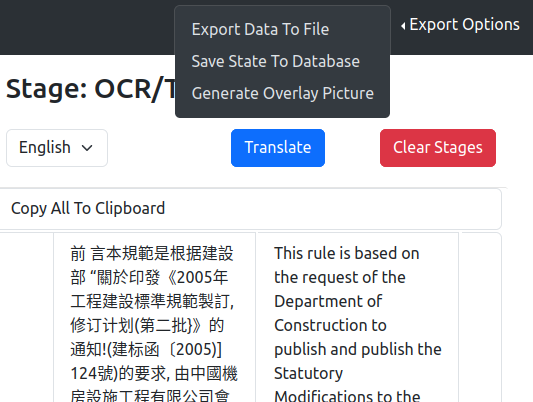 Export Data To File
Save State To Database
Generate Overlay Picture
Export Options
Stage: OCR/T
English
Translate
Clear Stages
Copy All To Clipboard
前 言本規範是根据建設
部 “關於印發《2005年
工程建設標準規範製訂,
修订计划(第二批}》的
通知!(建标函〔2005)]
124號)的要求, 由中國機
房設施工程有限公司會
This rule is based on
the request of the
Department of
Construction to
publish and publish the
Statutory
Modifications to the